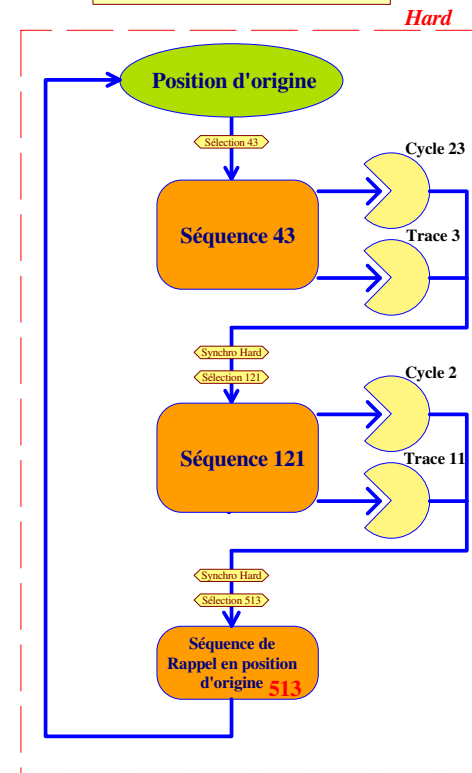 Hard
Position d'origine
Sélection 43
Cycle 23
Séquence 43
Trace 3
Synchro Hard
Sélection 121
Cycle 2
Séquence 121
Trace 11
Synchro Hard
Sélection 513
Séquence de
Rappel en position
d'origine 513